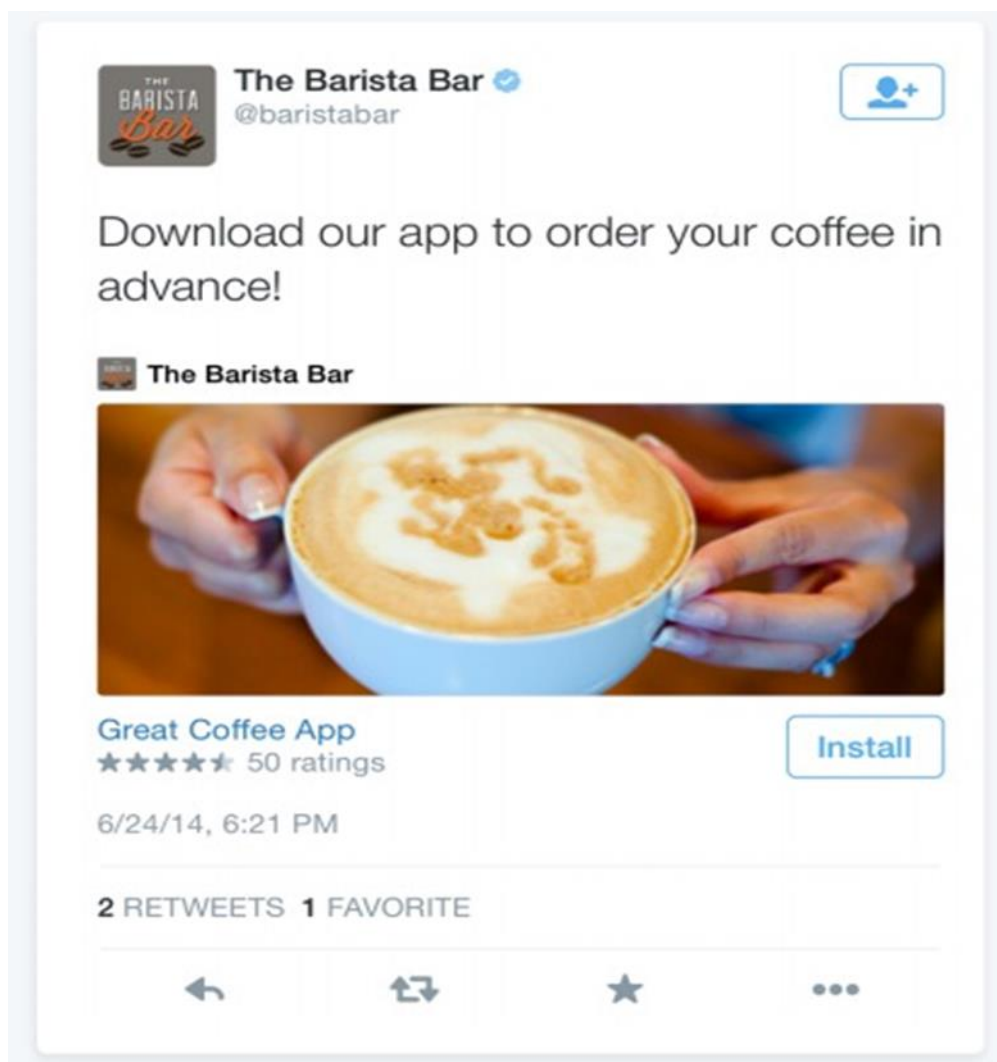 THE
BARISTA
Bar
The Barista Bar
@baristabar
Download our app to order your coffee in
advance!
The Barista Bar
Great Coffee App
50 ratings
Install
6/24/14, 6:21 PM
2 RETWEETS 1 FAVORITE